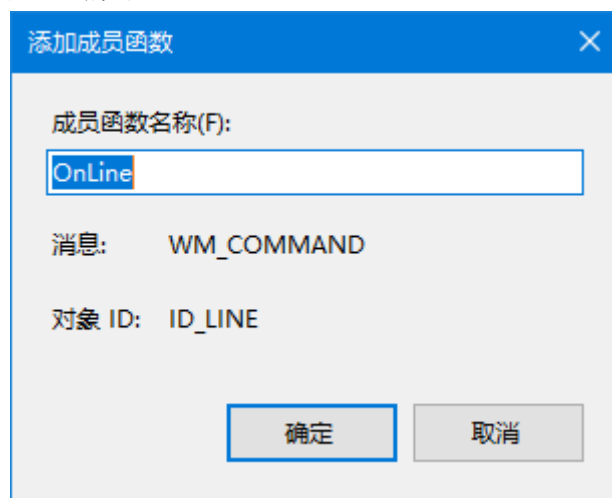 添加成员函数
成员函数名称(F):
OnLine
消息: WM_COMMAND
对象 ID: ID_LINE
确定 取消